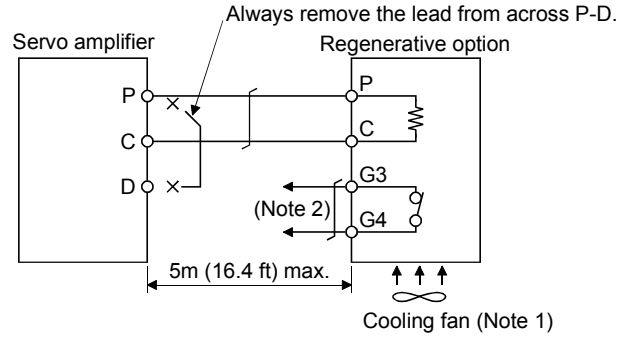 Always remove the lead from across P-D.
Servo amplifier
Regenerative option
P
P
C
C
D
G3
(Note 2)
G4
5m (16.4 ft) max.
Cooling fan (Note 1)